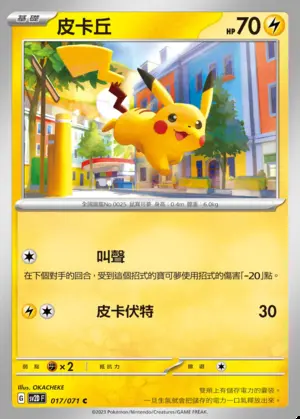 基礎
皮卡丘
HP70
全國圖鑑No.0025 鼠寶可夢 身高：0.4m 體重：6.0kg
叫聲
在下個對手的回合，受到這個招式的寶可夢使用招式的傷害「-20」點。
皮卡伏特 30
弱點 ×2 抵抗力 撤退
Illus. OKACHEKE
G SV2D F 017/071 C
雙頰上有儲存電力的囊袋。
一旦生氣就會把儲存的電力一口氣釋放出來。
©2023 Pokémon/Nintendo/Creatures/GAME FREAK.